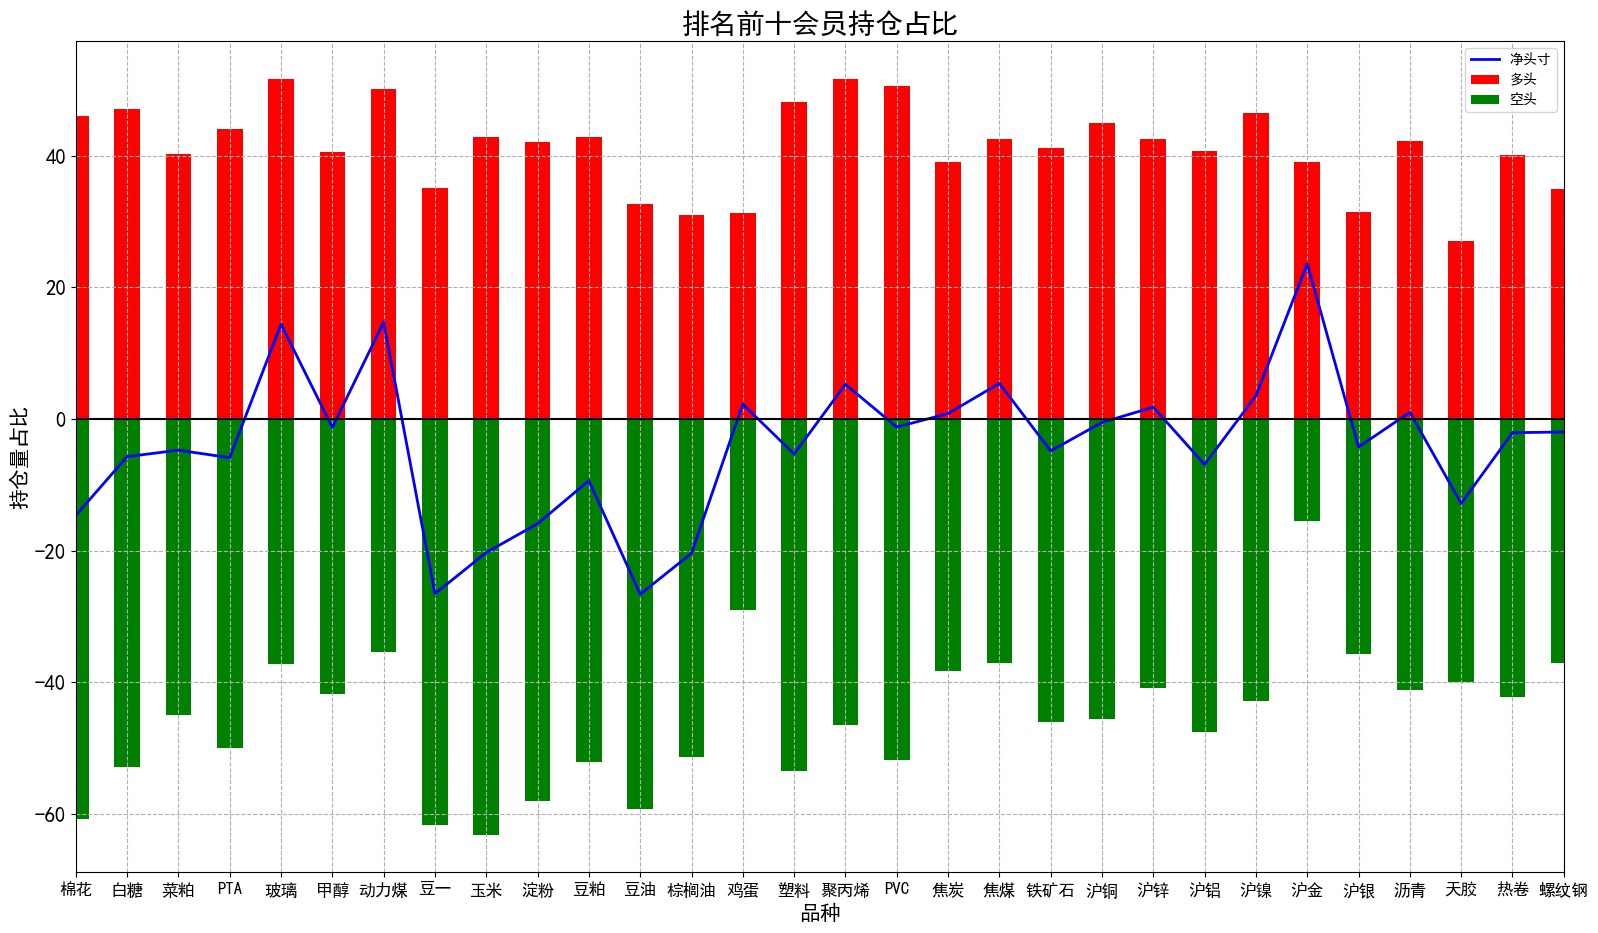 排名前十会员持仓占比
净头寸
多头
空头
持仓量占比
40
20
0
−20
−40
−60
棉花 白糖 菜粕 PTA 玻璃 甲醇 动力煤 豆一 玉米 淀粉 豆粕 豆油 棕榈油 鸡蛋 塑料 聚丙烯 PVC 焦炭 焦煤 铁矿石 沪铜 沪锌 沪铝 沪镍 沪金 沪银 沥青 天胶 热卷 螺纹钢
品种